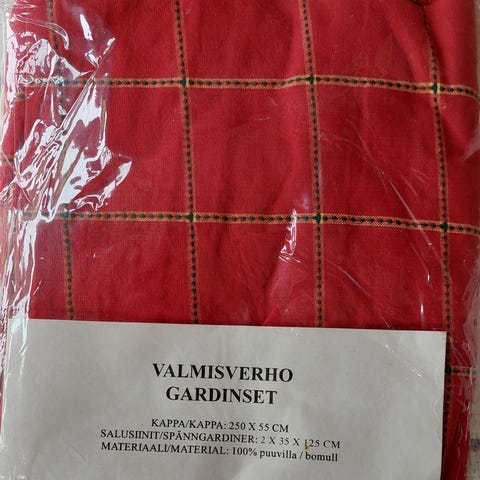 VALMISVERHO
GARDINSET
KAPPA/KAPPA: 250 X 55 CM
SALUSIINIT/SPÄNNGARDINER: 2 X 35 X 125 CM
MATERIAALI/MATERIAL: 100% puuvilla / bomull